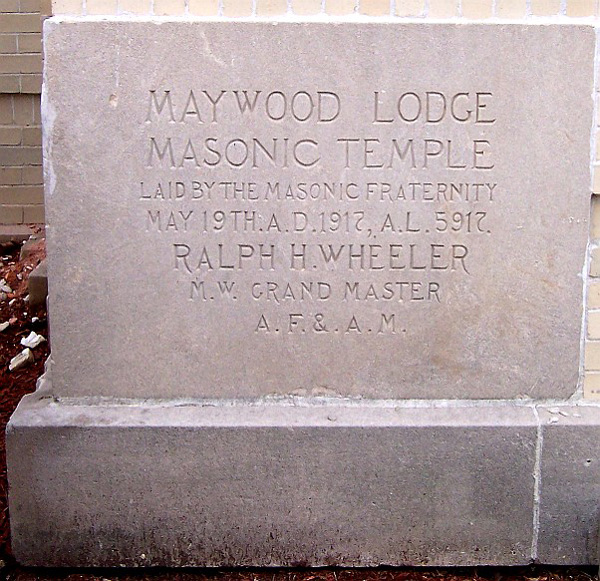 MAYWOOD LODGE
MASONIC TEMPLE
LAID BY THE MASONIC FRATERNITY
MAY 19TH. A.D. 1917, A.L. 5917.
RALPH H. WHEELER
M.W. GRAND MASTER
A.F. & A.M.